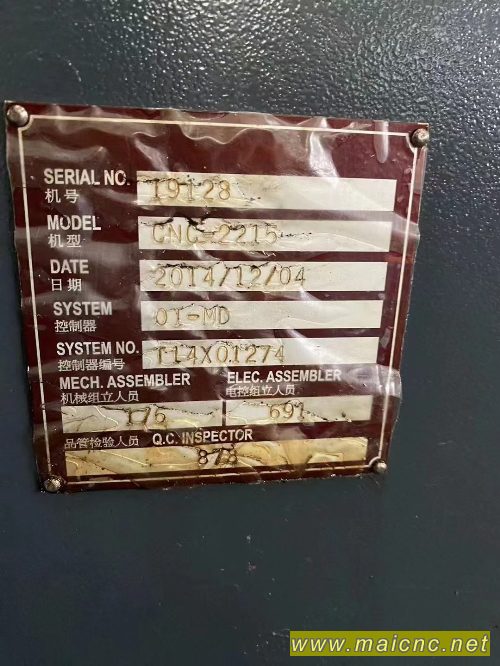 SERIAL NO. 19128
机号
MODEL CNC-2215
机型
DATE 2014/12/04
日期
SYSTEM OI-MD
控制器
SYSTEM NO. T14X01274
控制器编号
MECH. ASSEMBLER ELEC. ASSEMBLER
机械组立人员 电控组立人员
176 691
品管检验人员 Q.C. INSPECTOR
878
www.maicnc.net